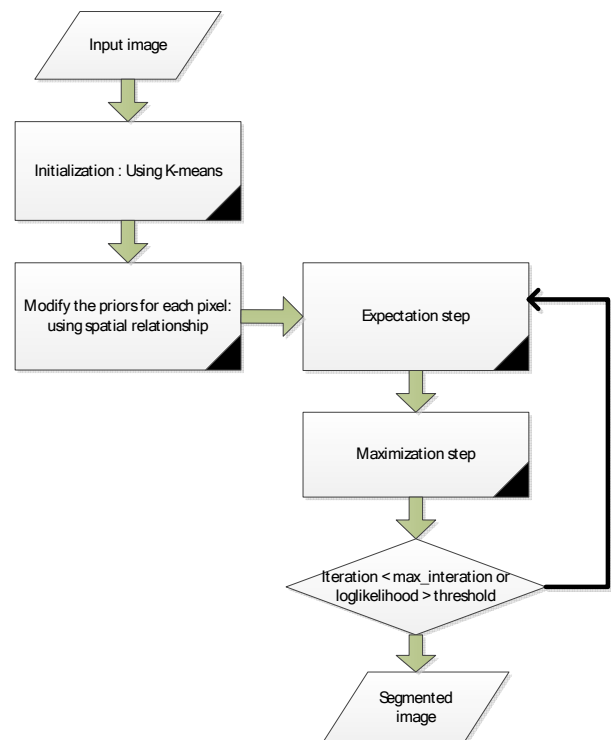 Input image
Initialization : Using K-means
Modify the priors for each pixel:
using spatial relationship
Expectation step
Maximization step
Iteration < max_interation or
loglikelihood > threshold
Segmented
image